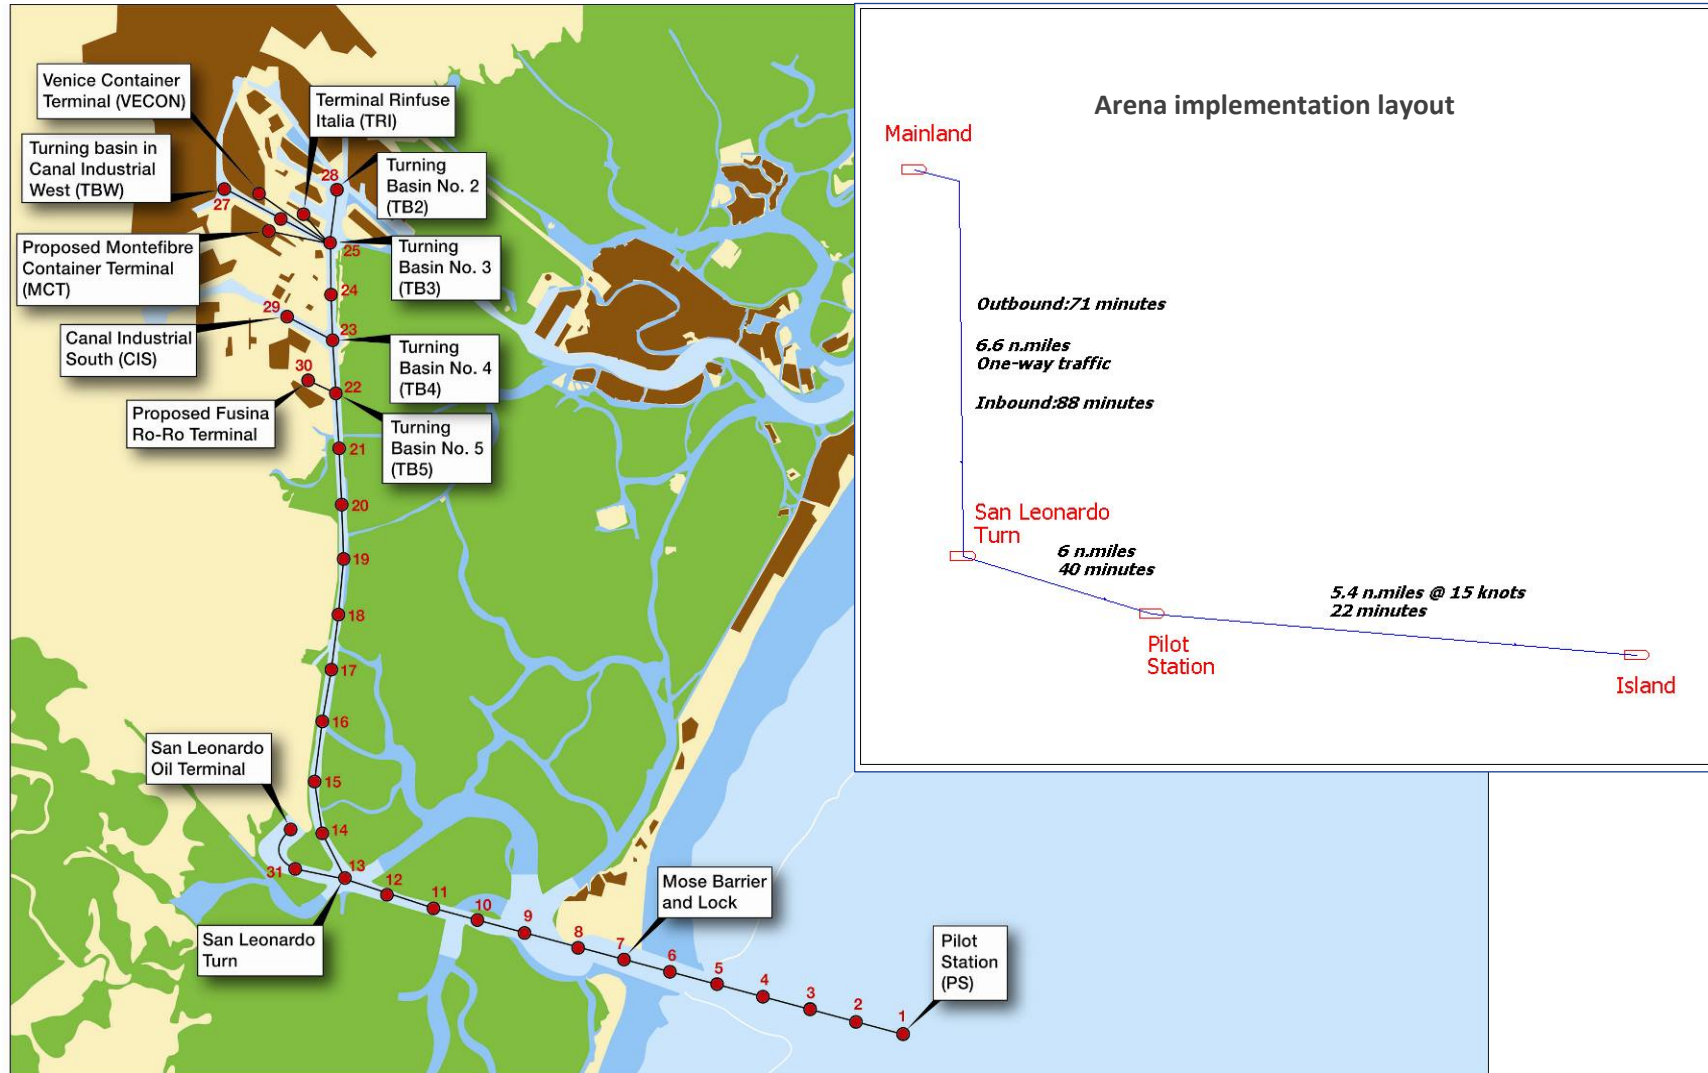 Venice Container
Terminal (VECON)
Terminal Rinfuse
Italia (TRI)
Turning basin in
Canal Industrial
West (TBW)
28
Turning
Basin No. 2
(TB2)
27
Proposed Montefibre
Container Terminal
(MCT)
25
Turning
Basin No. 3
(TB3)
24
29
Canal Industrial
South (CIS)
23
Turning
Basin No. 4
(TB4)
30
22
Proposed Fusina
Ro-Ro Terminal
Turning
Basin No. 5
(TB5)
21
20
19
18
17
16
San Leonardo
Oil Terminal
15
14
31
13
12
11
10
9
8
7
6
5
4
3
2
1
Mose Barrier
and Lock
San Leonardo
Turn
Pilot
Station
(PS)
Arena implementation layout
Mainland
Outbound:71 minutes
6.6 n.miles
One-way traffic
Inbound:88 minutes
San Leonardo
Turn
6 n.miles
40 minutes
5.4 n.miles @ 15 knots
22 minutes
Pilot
Station
Island